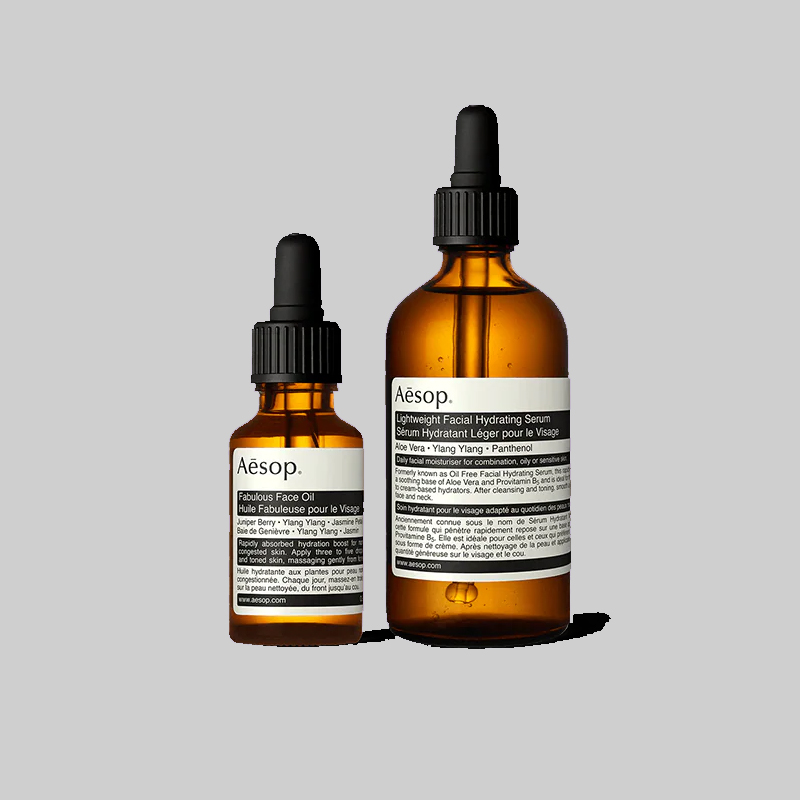 Aēsop.
Fabulous Face Oil
Huile Fabuleuse pour le Visage
Juniper Berry • Ylang Ylang • Jasmine
Baie de Genièvre • Ylang Ylang • Jasmin
Rapidly absorbed hydration boost for
congested skin. Apply three to five
and toned skin, massaging gently from
Huile hydratante aux plantes pour peau
congestionnée. Chaque jour, massez-en
sur la peau nettoyée, du front jusqu'au cou.
www.aesop.com
Aēsop.
Lightweight Facial Hydrating Serum
Sérum Hydratant Léger pour le Visage
Aloe Vera • Ylang Ylang • Panthenol
Daily facial moisturiser for combination, oily or sensitive skin.
Formerly known as Oil Free Facial Hydrating Serum, this
a soothing base of Aloe Vera and Provitamin B5 and is ideal
to cream-based hydrators. After cleansing and toning,
face and neck.
Soin hydratant pour le visage adapté au quotidien des peaux
Anciennement connue sous le nom de Sérum Hydratant
cette formule qui pénètre rapidement repose sur une base
Provitamine B5. Elle est idéale pour celles et ceux qui
sous forme de crème. Après nettoyage de la peau et
quantité généreuse sur le visage et le cou.
www.aesop.com